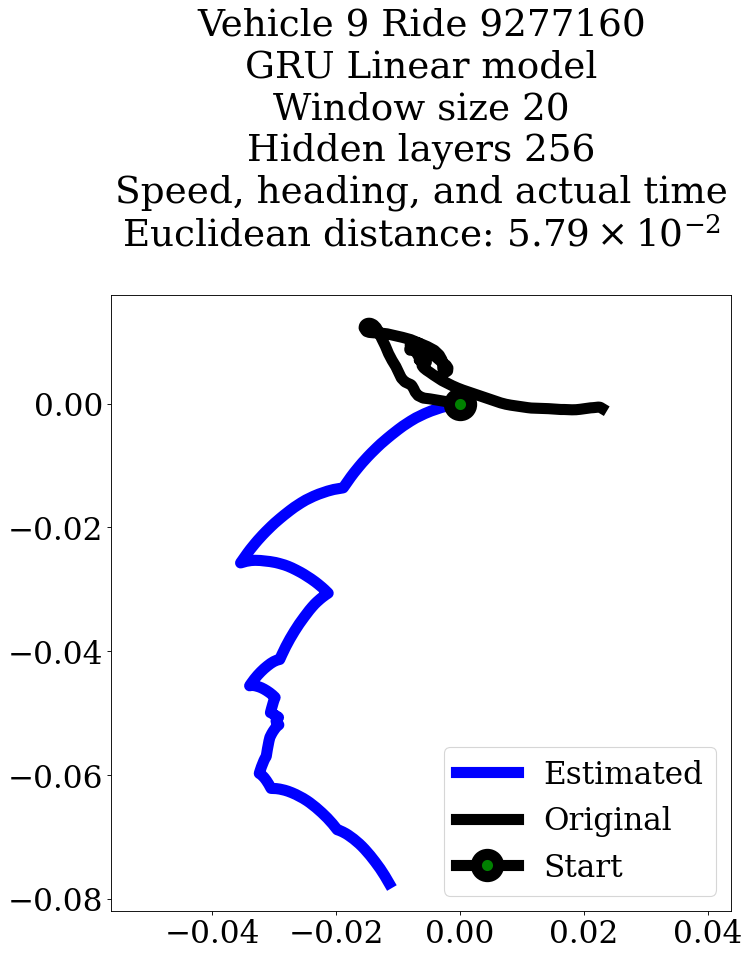 Vehicle 9 Ride 9277160
GRU Linear model
Window size 20
Hidden layers 256
Speed, heading, and actual time
Euclidean distance: 5.79 × 10⁻²
0.00
−0.02
−0.04
−0.06
−0.08
Estimated
Original
Start
−0.04 −0.02 0.00 0.02 0.04